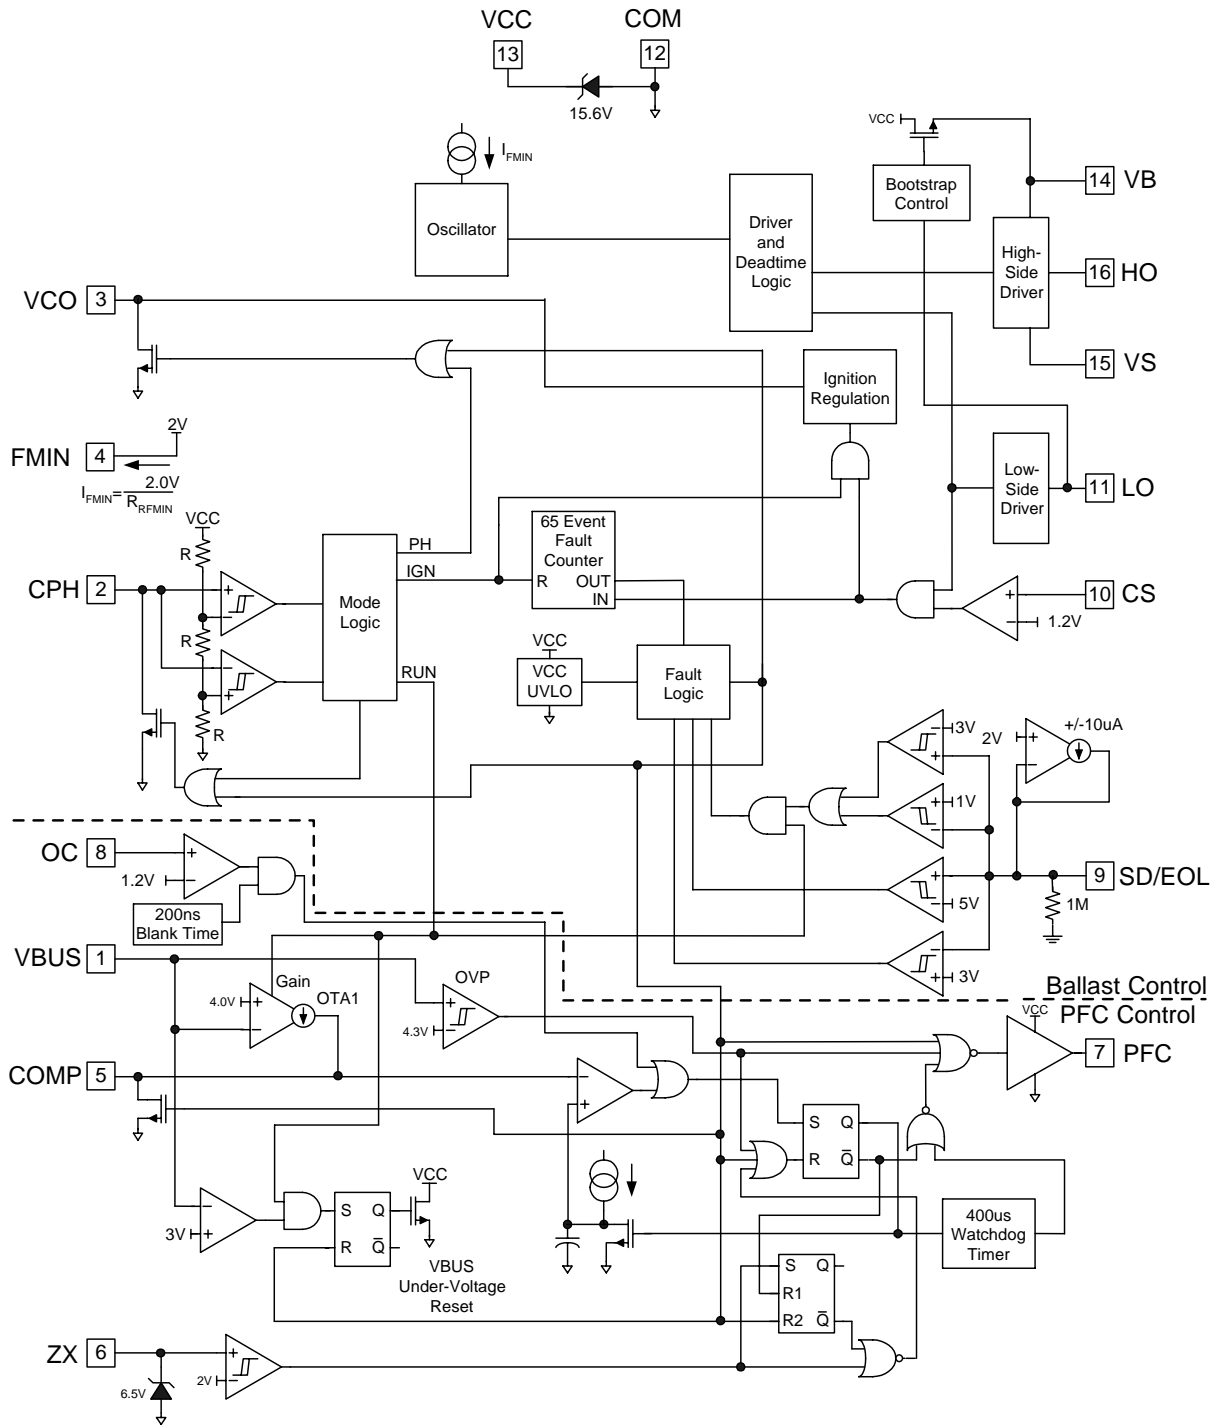 VCC
COM
13
12
15.6V
I_FMIN
VCC
Bootstrap
Control
14
VB
Oscillator
Driver
and
Deadtime
Logic
High-
Side
Driver
16
HO
VCO
3
15
VS
Ignition
Regulation
2V
FMIN
4
I_FMIN=
2.0V
R_RFMIN
Low-
Side
Driver
11
LO
VCC
R
PH
IGN
65 Event
Fault
Counter
R
OUT
IN
CPH
2
+
−
Mode
Logic
+
−
10
CS
1.2V
R
−
+
RUN
VCC
VCC
UVLO
Fault
Logic
R
3V
−
+
2V
+
−
+/-10uA
1V
+
−
OC
8
+
−
1.2V
200ns
Blank Time
+
−
5V
9
SD/EOL
1M
VBUS
1
Gain
4.0V
+
−
OTA1
OVP
+
−
4.3V
−
+
3V
Ballast Control
PFC Control
VCC
7
PFC
COMP
5
−
+
S
Q
R
Q̅
−
+
3V
S
Q
R
Q̅
VCC
VBUS
Under-Voltage
Reset
400us
Watchdog
Timer
S
Q
R1
R2
Q̅
ZX
6
+
−
2V
6.5V